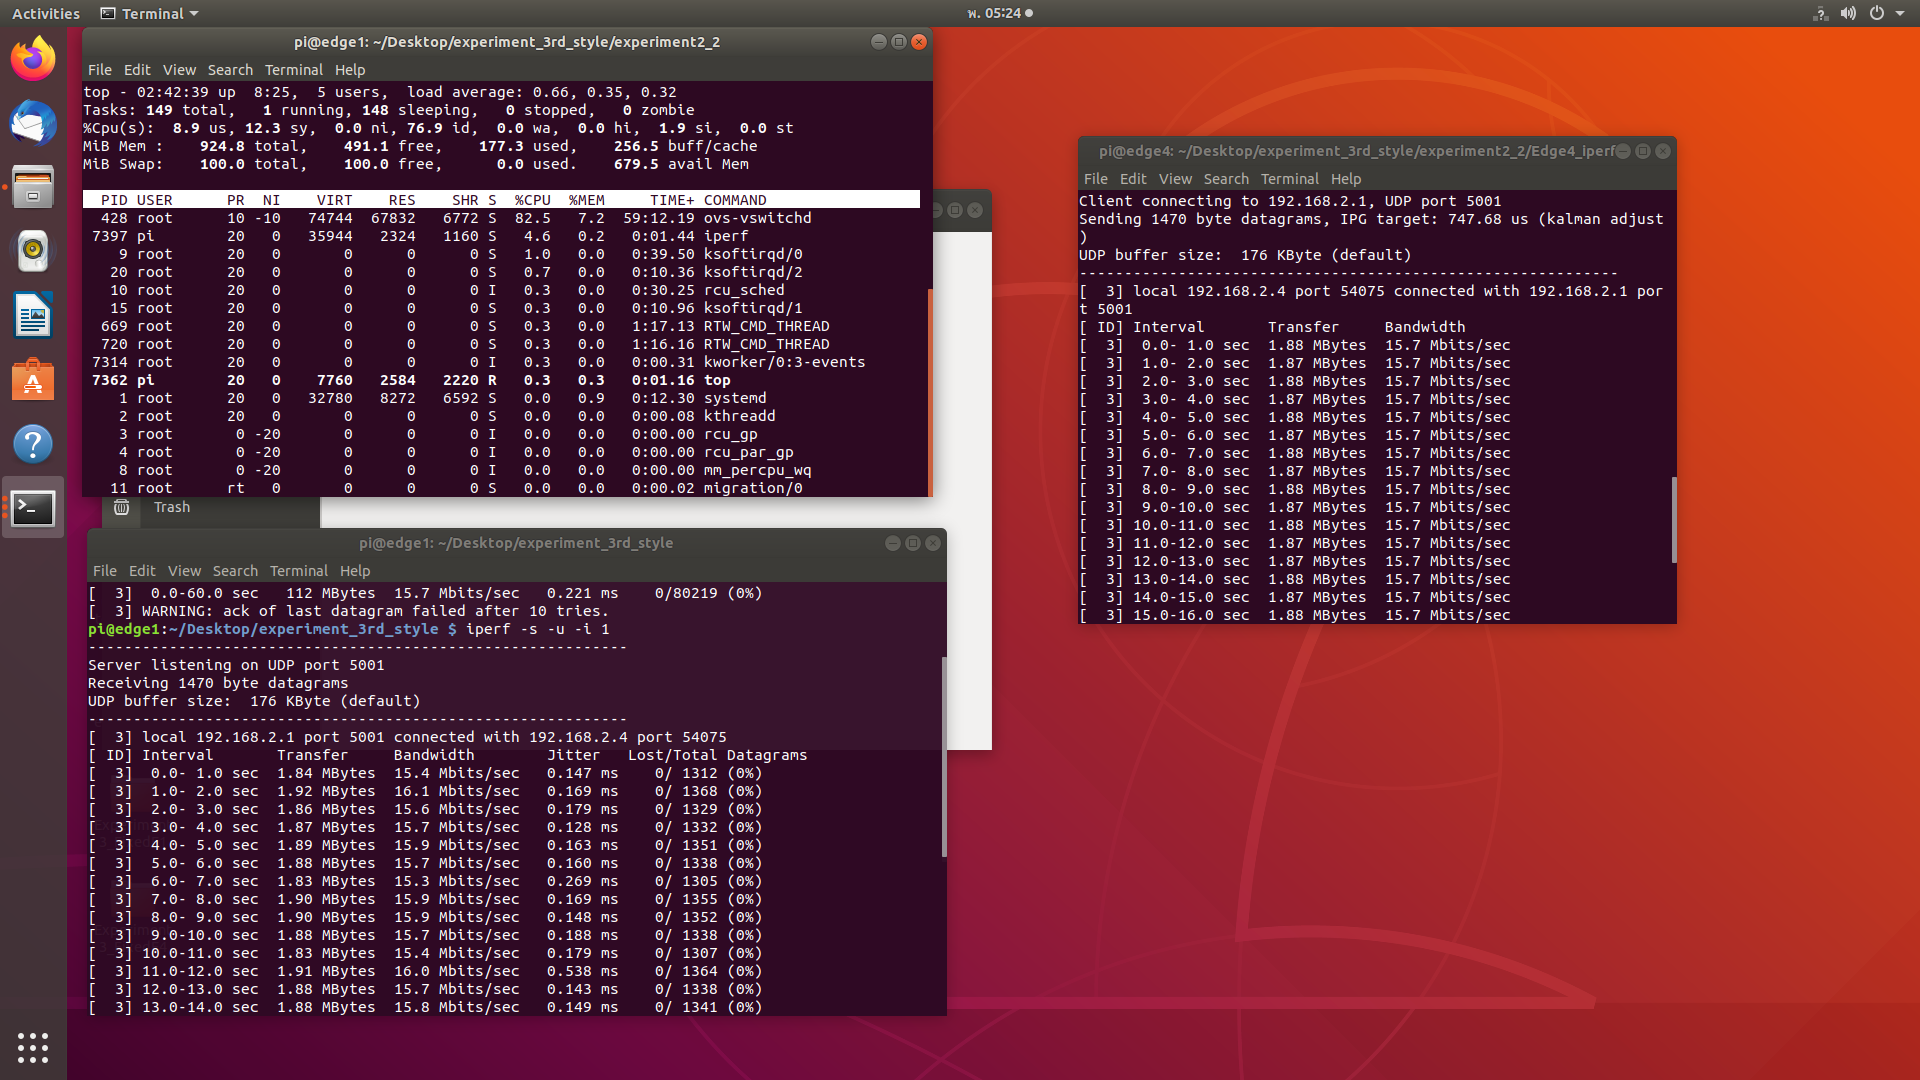 Activities
Terminal
พ. 05:24
pi@edge1: ~/Desktop/experiment_3rd_style/experiment2_2
File Edit View Search Terminal Help
top - 02:42:39 up  8:25,  5 users,  load average: 0.66, 0.35, 0.32
Tasks: 149 total,   1 running, 148 sleeping,   0 stopped,   0 zombie
%Cpu(s):  8.9 us, 12.3 sy,  0.0 ni, 76.9 id,  0.0 wa,  0.0 hi,  1.9 si,  0.0 st
MiB Mem :    924.8 total,    491.1 free,    177.3 used,    256.5 buff/cache
MiB Swap:    100.0 total,    100.0 free,      0.0 used.    679.5 avail Mem
PID USER      PR  NI    VIRT    RES    SHR S  %CPU  %MEM     TIME+ COMMAND
428 root      10 -10   74744  67832   6772 S  82.5   7.2  59:12.19 ovs-vswitchd
7397 pi        20   0   35944   2324   1160 S   4.6   0.2   0:01.44 iperf
9 root      20   0       0      0      0 S   1.0   0.0   0:39.50 ksoftirqd/0
20 root      20   0       0      0      0 S   0.7   0.0   0:10.36 ksoftirqd/2
10 root      20   0       0      0      0 I   0.3   0.0   0:30.25 rcu_sched
15 root      20   0       0      0      0 S   0.3   0.0   0:10.96 ksoftirqd/1
669 root      20   0       0      0      0 S   0.3   0.0   1:17.13 RTW_CMD_THREAD
720 root      20   0       0      0      0 S   0.3   0.0   1:16.16 RTW_CMD_THREAD
7314 root      20   0       0      0      0 I   0.3   0.0   0:00.31 kworker/0:3-events
7362 pi        20   0    7760   2584   2220 R   0.3   0.3   0:01.16 top
1 root      20   0   32780   8272   6592 S   0.0   0.9   0:12.30 systemd
2 root      20   0       0      0      0 S   0.0   0.0   0:00.08 kthreadd
3 root       0 -20       0      0      0 I   0.0   0.0   0:00.00 rcu_gp
4 root       0 -20       0      0      0 I   0.0   0.0   0:00.00 rcu_par_gp
8 root       0 -20       0      0      0 I   0.0   0.0   0:00.00 mm_percpu_wq
11 root      rt   0       0      0      0 S   0.0   0.0   0:00.02 migration/0
Trash
pi@edge1: ~/Desktop/experiment_3rd_style
File Edit View Search Terminal Help
[  3]  0.0-60.0 sec   112 MBytes  15.7 Mbits/sec   0.221 ms    0/80219 (0%)
[  3] WARNING: ack of last datagram failed after 10 tries.
pi@edge1:~/Desktop/experiment_3rd_style $ iperf -s -u -i 1
------------------------------------------------------------
Server listening on UDP port 5001
Receiving 1470 byte datagrams
UDP buffer size:  176 KByte (default)
------------------------------------------------------------
[  3] local 192.168.2.1 port 5001 connected with 192.168.2.4 port 54075
[ ID] Interval       Transfer     Bandwidth        Jitter   Lost/Total Datagrams
[  3]  0.0- 1.0 sec  1.84 MBytes  15.4 Mbits/sec   0.147 ms    0/ 1312 (0%)
[  3]  1.0- 2.0 sec  1.92 MBytes  16.1 Mbits/sec   0.169 ms    0/ 1368 (0%)
[  3]  2.0- 3.0 sec  1.86 MBytes  15.6 Mbits/sec   0.179 ms    0/ 1329 (0%)
[  3]  3.0- 4.0 sec  1.87 MBytes  15.7 Mbits/sec   0.128 ms    0/ 1332 (0%)
[  3]  4.0- 5.0 sec  1.89 MBytes  15.9 Mbits/sec   0.163 ms    0/ 1351 (0%)
[  3]  5.0- 6.0 sec  1.88 MBytes  15.7 Mbits/sec   0.160 ms    0/ 1338 (0%)
[  3]  6.0- 7.0 sec  1.83 MBytes  15.3 Mbits/sec   0.269 ms    0/ 1305 (0%)
[  3]  7.0- 8.0 sec  1.90 MBytes  15.9 Mbits/sec   0.169 ms    0/ 1355 (0%)
[  3]  8.0- 9.0 sec  1.90 MBytes  15.9 Mbits/sec   0.148 ms    0/ 1352 (0%)
[  3]  9.0-10.0 sec  1.88 MBytes  15.7 Mbits/sec   0.188 ms    0/ 1338 (0%)
[  3] 10.0-11.0 sec  1.83 MBytes  15.4 Mbits/sec   0.179 ms    0/ 1307 (0%)
[  3] 11.0-12.0 sec  1.91 MBytes  16.0 Mbits/sec   0.538 ms    0/ 1364 (0%)
[  3] 12.0-13.0 sec  1.88 MBytes  15.7 Mbits/sec   0.143 ms    0/ 1338 (0%)
[  3] 13.0-14.0 sec  1.88 MBytes  15.8 Mbits/sec   0.149 ms    0/ 1341 (0%)
pi@edge4: ~/Desktop/experiment_3rd_style/experiment2_2/Edge4_iperf
File Edit View Search Terminal Help
Client connecting to 192.168.2.1, UDP port 5001
Sending 1470 byte datagrams, IPG target: 747.68 us (kalman adjust
)
UDP buffer size:  176 KByte (default)
------------------------------------------------------------
[  3] local 192.168.2.4 port 54075 connected with 192.168.2.1 por
t 5001
[ ID] Interval       Transfer     Bandwidth
[  3]  0.0- 1.0 sec  1.88 MBytes  15.7 Mbits/sec
[  3]  1.0- 2.0 sec  1.87 MBytes  15.7 Mbits/sec
[  3]  2.0- 3.0 sec  1.88 MBytes  15.7 Mbits/sec
[  3]  3.0- 4.0 sec  1.87 MBytes  15.7 Mbits/sec
[  3]  4.0- 5.0 sec  1.88 MBytes  15.7 Mbits/sec
[  3]  5.0- 6.0 sec  1.87 MBytes  15.7 Mbits/sec
[  3]  6.0- 7.0 sec  1.88 MBytes  15.7 Mbits/sec
[  3]  7.0- 8.0 sec  1.87 MBytes  15.7 Mbits/sec
[  3]  8.0- 9.0 sec  1.88 MBytes  15.7 Mbits/sec
[  3]  9.0-10.0 sec  1.87 MBytes  15.7 Mbits/sec
[  3] 10.0-11.0 sec  1.88 MBytes  15.7 Mbits/sec
[  3] 11.0-12.0 sec  1.87 MBytes  15.7 Mbits/sec
[  3] 12.0-13.0 sec  1.87 MBytes  15.7 Mbits/sec
[  3] 13.0-14.0 sec  1.88 MBytes  15.7 Mbits/sec
[  3] 14.0-15.0 sec  1.87 MBytes  15.7 Mbits/sec
[  3] 15.0-16.0 sec  1.88 MBytes  15.7 Mbits/sec